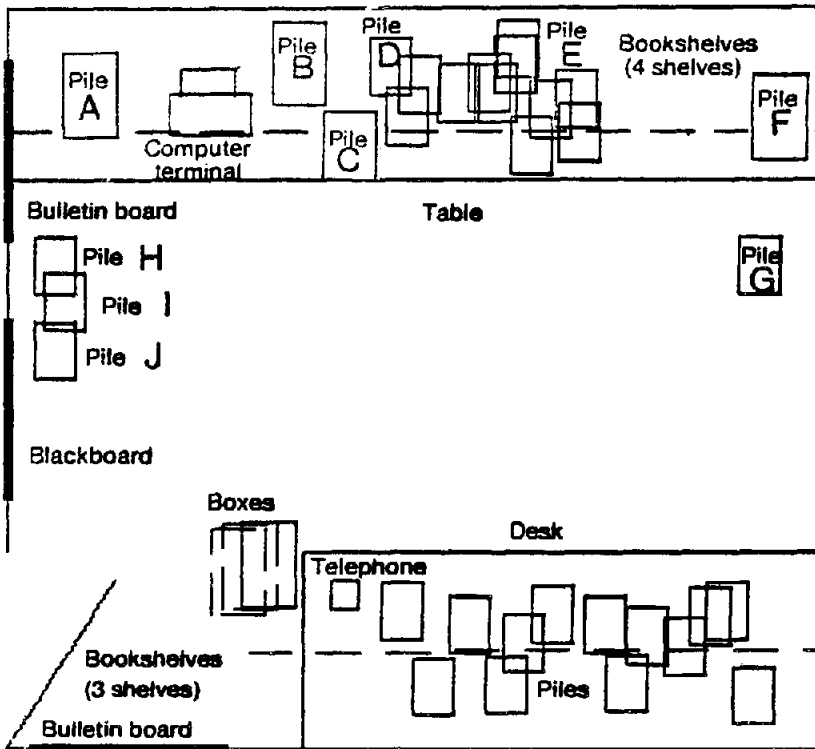 Pile
A
Pile
B
Pile
C
Pile
D
Pile
E
Bookshelves
(4 shelves)
Pile
F
Computer
terminal
Bulletin board
Table
Pile H
Pile I
Pile J
Pile
G
Blackboard
Boxes
Desk
Telephone
Bookshelves
(3 shelves)
Piles
Bulletin board